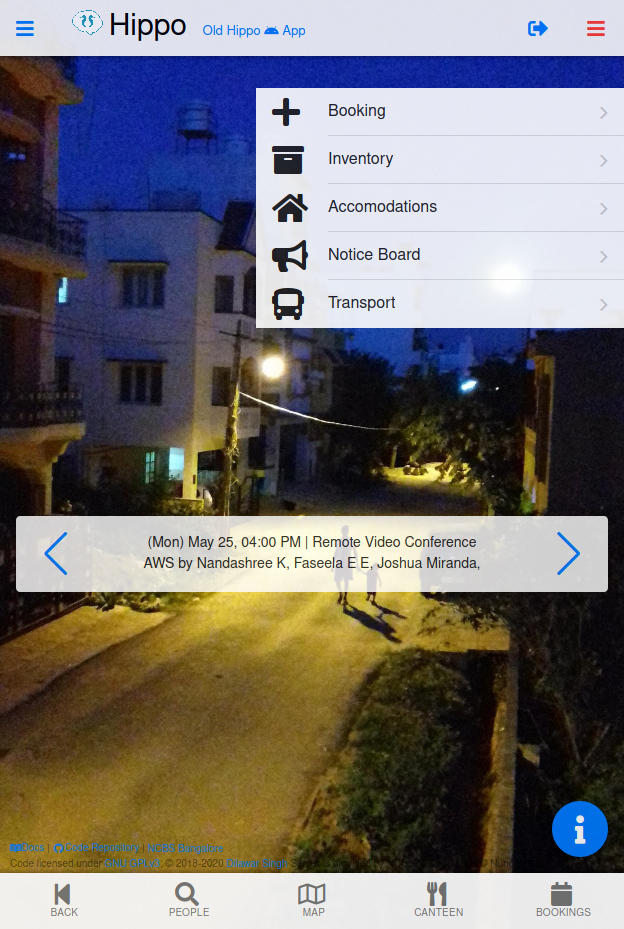 Hippo
Old Hippo App
Booking
Inventory
Accomodations
Notice Board
Transport
(Mon) May 25, 04:00 PM | Remote Video Conference
AWS by Nandashree K, Faseela E E, Joshua Miranda,
Docs | Code Repository | NCBS Bangalore
Code licensed under GNU-GPLv3, © 2018-2020 Dilawar Singh
BACK
PEOPLE
MAP
CANTEEN
BOOKINGS